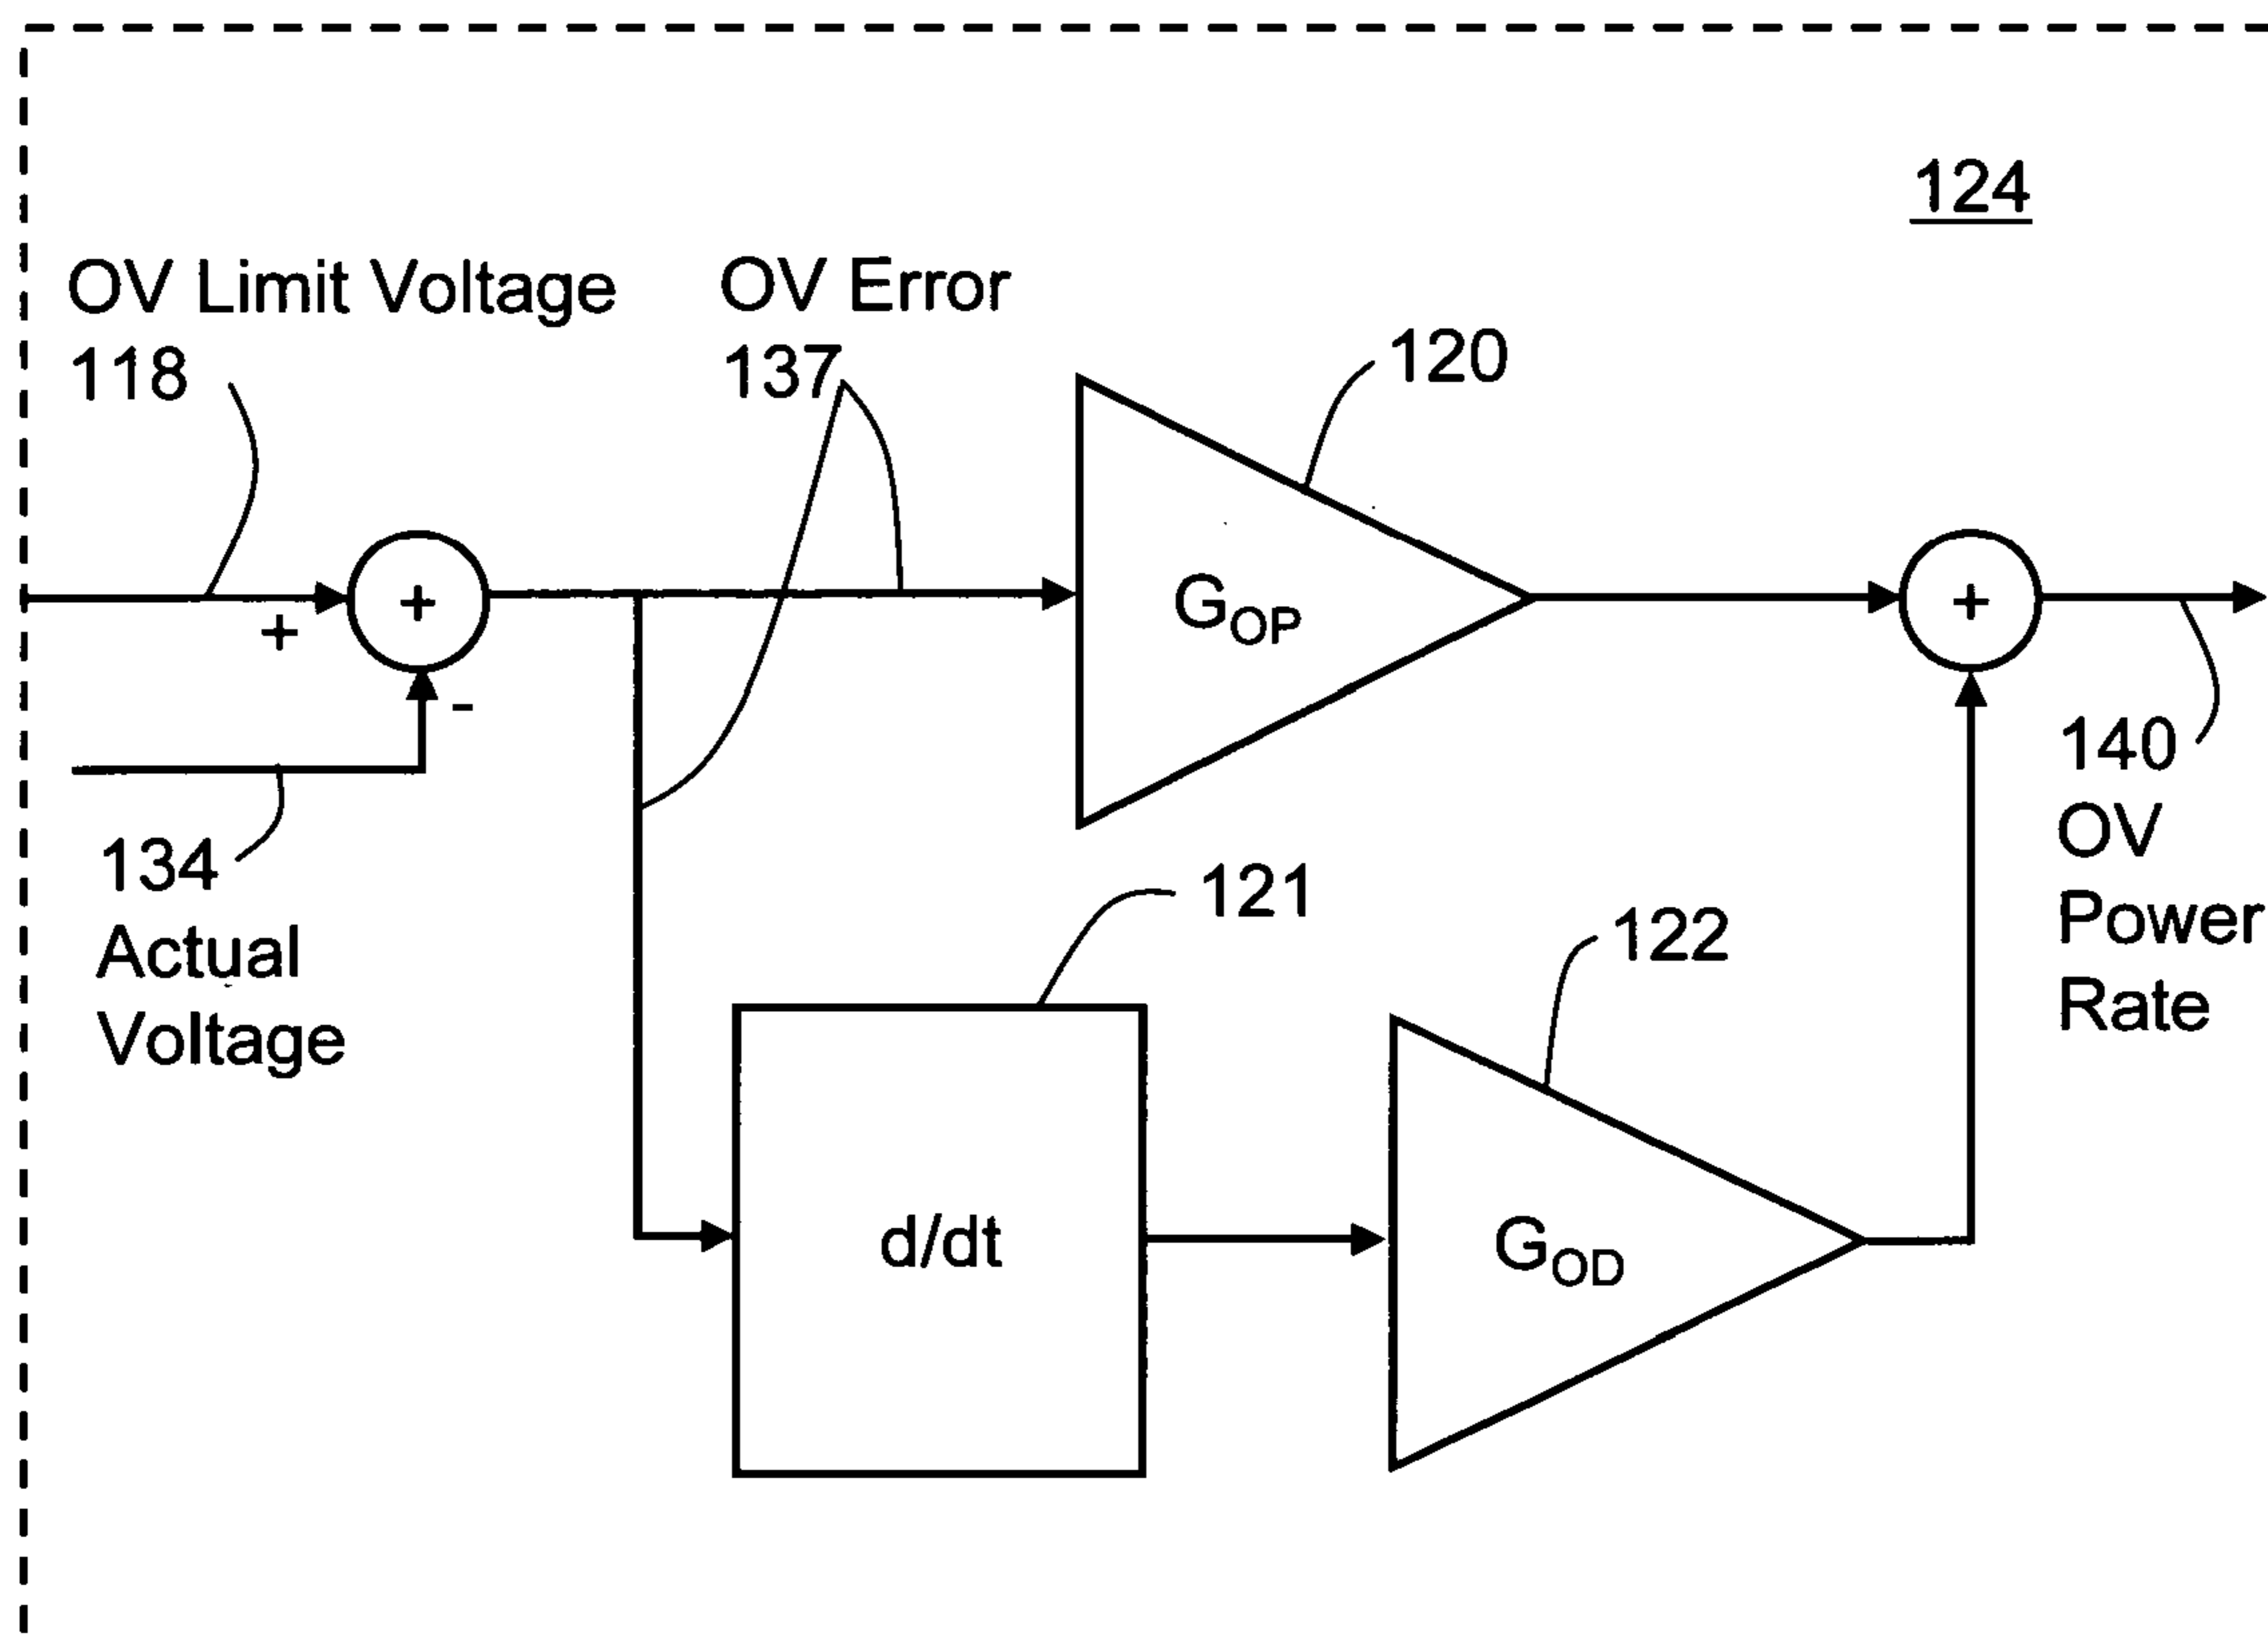 124
OV Limit Voltage
118
OV Error
137
120
+
+
-
G_OP
+
134
Actual
Voltage
140
OV
Power
Rate
121
122
d/dt
G_OD